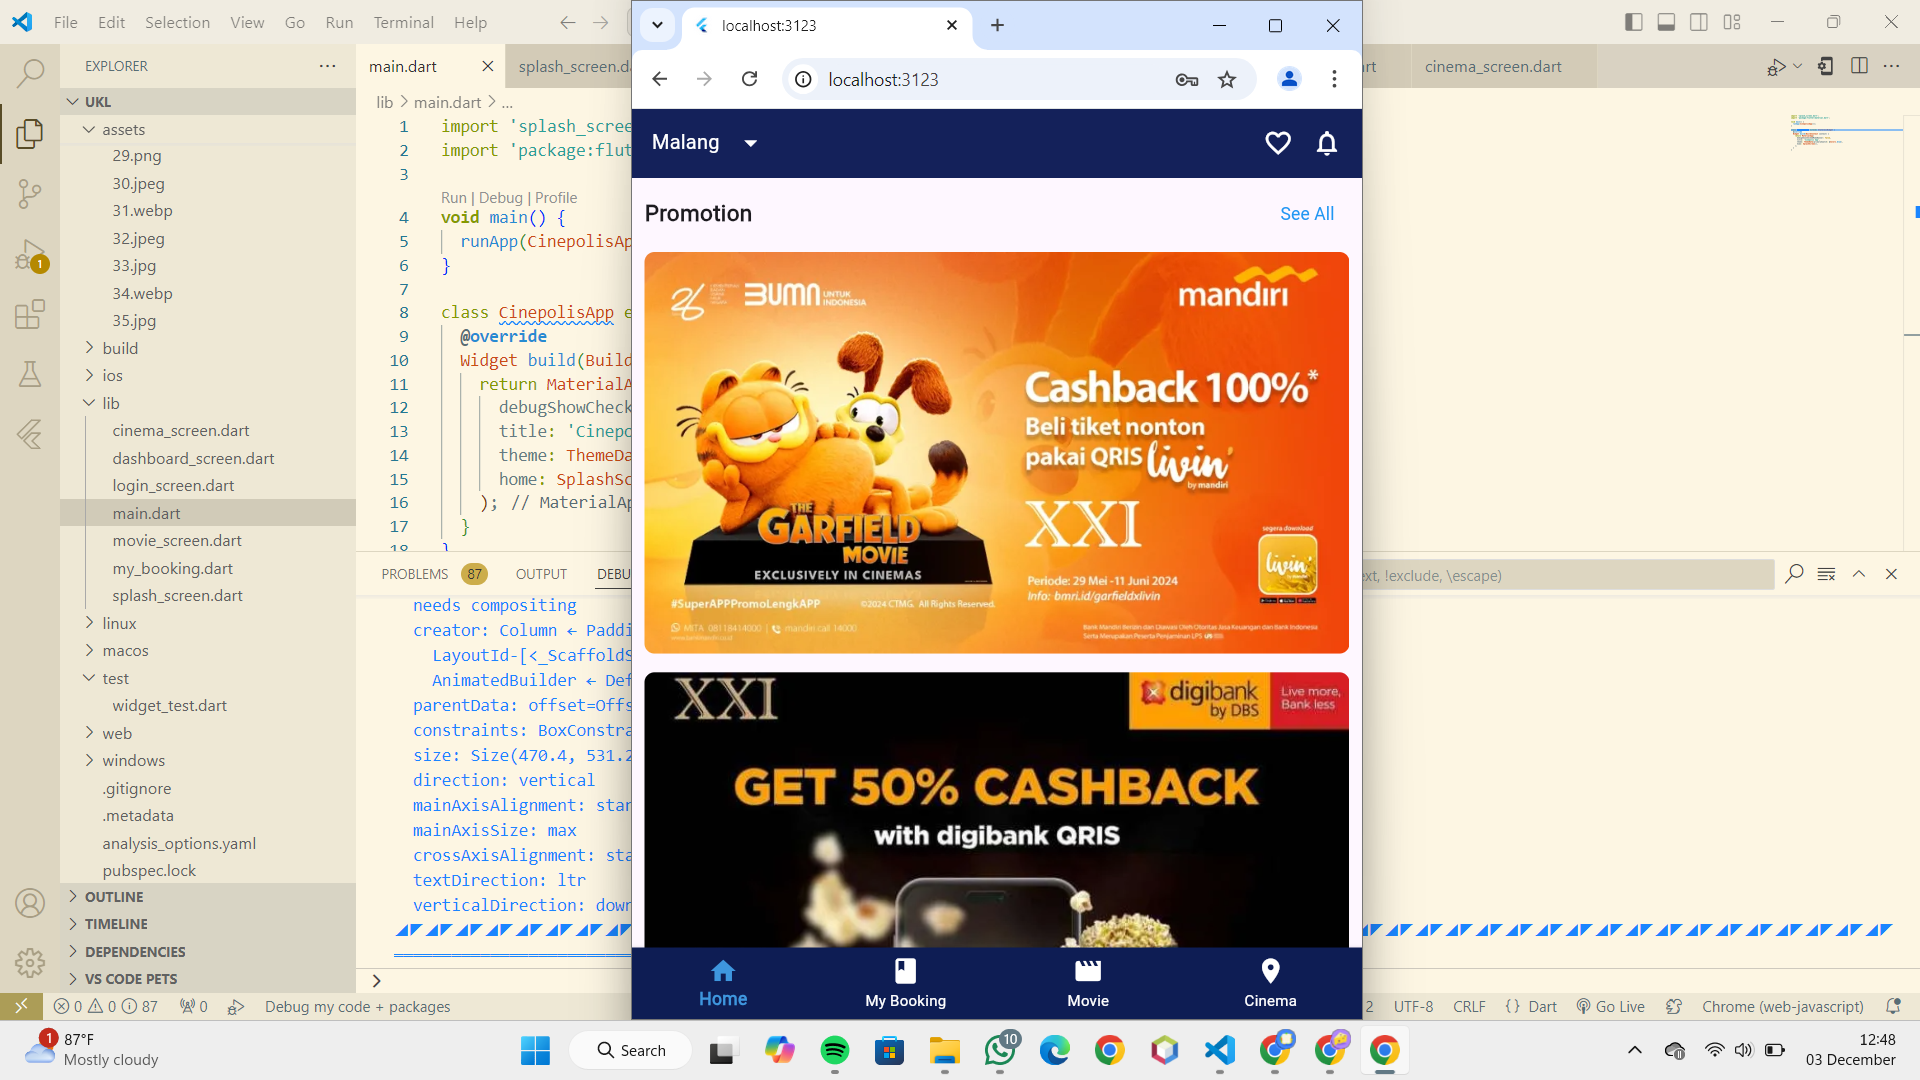 File Edit Selection View Go Run Terminal Help
EXPLORER
UKL
assets
29.png
30.jpeg
31.webp
32.jpeg
33.jpg
34.webp
35.jpg
build
ios
lib
cinema_screen.dart
dashboard_screen.dart
login_screen.dart
main.dart
movie_screen.dart
my_booking.dart
splash_screen.dart
linux
macos
test
widget_test.dart
web
windows
.gitignore
.metadata
analysis_options.yaml
pubspec.lock
OUTLINE
TIMELINE
DEPENDENCIES
VS CODE PETS
1
main.dart
splash_screen.da
rt
cinema_screen.dart
lib > main.dart > ...
1 import 'splash_scree
2 import 'package:flut
3
Run | Debug | Profile
4 void main() {
5 runApp(CinepolisAp
6 }
7
8 class CinepolisApp e
9 @override
10 Widget build(Build
11 return MaterialA
12 debugShowCheck
13 title: 'Cinepo
14 theme: ThemeDa
15 home: SplashSc
16 ); // MaterialAp
17 }
18 }
PROBLEMS 87 OUTPUT DEBU
ext, !exclude, \escape)
needs compositing
creator: Column ← Paddi
LayoutId-[<_ScaffoldS
AnimatedBuilder ← Def
parentData: offset=Offs
constraints: BoxConstra
size: Size(470.4, 531.2
direction: vertical
mainAxisAlignment: star
mainAxisSize: max
crossAxisAlignment: sta
textDirection: ltr
verticalDirection: down
localhost:3123
localhost:3123
Malang
Promotion
See All
BUMN UNTUK INDONESIA
mandiri
Cashback 100%*
Beli tiket nonton
pakai QRIS livin'
by mandiri
XXI
THE
GARFIELD
MOVIE
EXCLUSIVELY IN CINEMAS
segera download
livin'
Periode: 29 Mei -11 Juni 2024
Info: bmri.id/garfieldxlivin
#SuperAPPPromoLengkAPP
©2024 CTMG. All Rights Reserved.
MITA 08118414000 | mandiri call 14000
XXI
digibank
by DBS
Live more,
Bank less
GET 50% CASHBACK
with digibank QRIS
Home
My Booking
Movie
Cinema
0 0 87 0 Debug my code + packages
2 UTF-8 CRLF {} Dart Go Live Chrome (web-javascript)
1
87°F
Mostly cloudy
Search
10
12:48
03 December